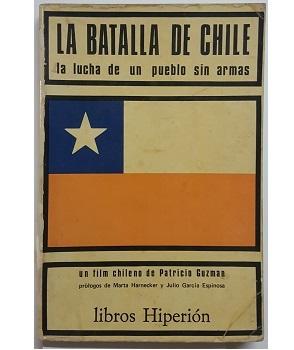 LA BATALLA DE CHILE
la lucha de un pueblo sin armas
un film chileno de Patricio Guzman
prólogos de Marta Harnecker y Julio García Espinosa
libros Hiperión